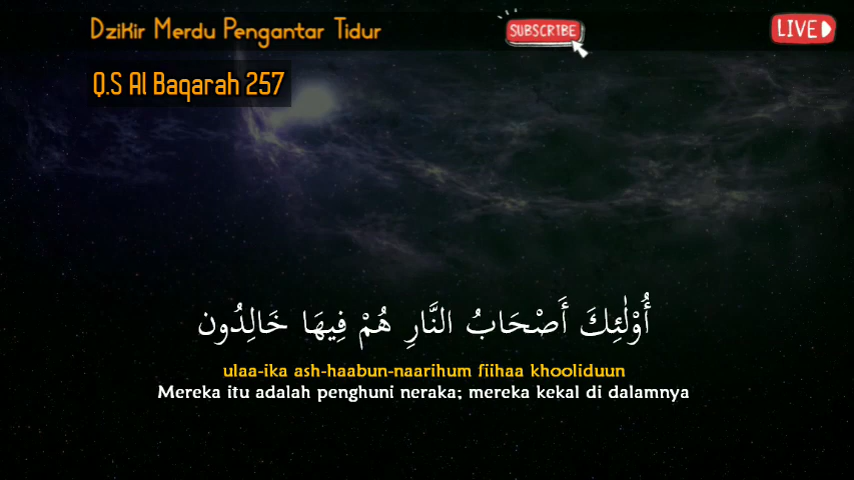 Dzikir Merdu Pengantar Tidur
SUBSCRIBE
LIVE
Q.S Al Baqarah 257
أُوْلَٰئِكَ أَصْحَابُ النَّارِ هُمْ فِيهَا خَالِدُون
ulaa-ika ash-haabun-naarihum fiihaa khooliduun
Mereka itu adalah penghuni neraka; mereka kekal di dalamnya